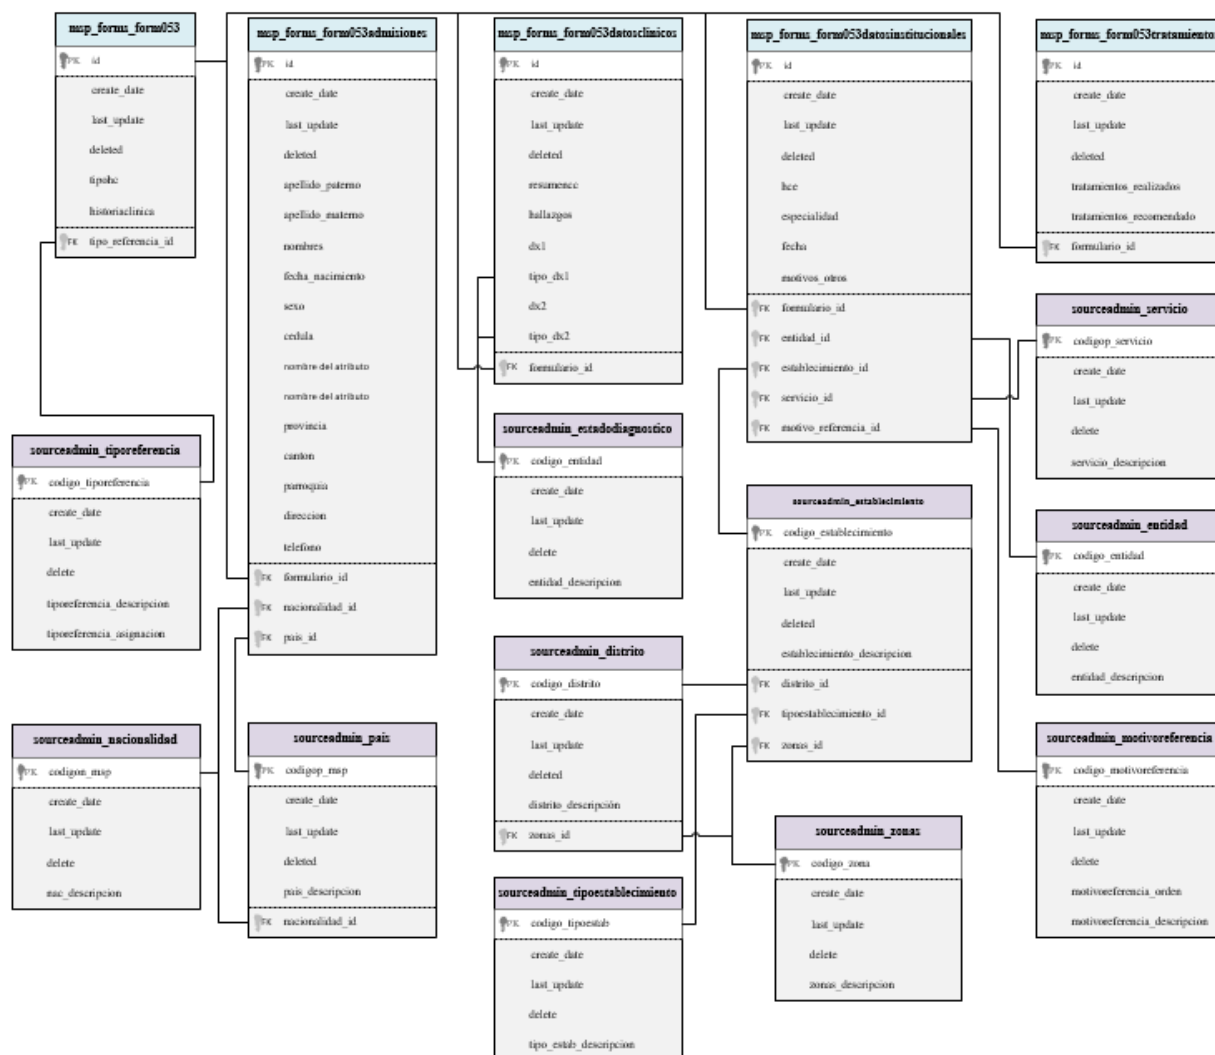 msp_forms_form053
PK id
create_date
last_update
deleted
tipohc
historiaclinica
FK tipo_referencia_id
msp_forms_form053admisiones
PK id
create_date
last_update
deleted
apellido_paterno
apellido_materno
nombres
fecha_nacimiento
sexo
cedula
nombre del atributo
nombre del atributo
provincia
canton
parroquia
direccion
telefono
FK formulario_id
FK nacionalidad_id
FK pais_id
msp_forms_form053datosclinicos
PK id
create_date
last_update
deleted
resumencc
hallazgos
dx1
tipo_dx1
dx2
tipo_dx2
FK formulario_id
msp_forms_form053datosinstitucionales
PK id
create_date
last_update
deleted
hce
especialidad
fecha
motivos_otros
FK formulario_id
FK entidad_id
FK establecimiento_id
FK servicio_id
FK motivo_referencia_id
msp_forms_form053tratamiento
PK id
create_date
last_update
deleted
tratamientos_realizados
tratamientos_recomendado
FK formulario_id
sourceadmin_servicio
PK codigop_servicio
create_date
last_update
delete
servicio_descripcion
sourceadmin_tiporeferencia
PK codigo_tiporeferencia
create_date
last_update
delete
tiporeferencia_descripcion
tiporeferencia_asignacion
sourceadmin_estadodiagnostico
PK codigo_entidad
create_date
last_update
delete
entidad_descripcion
sourceadmin_establecimiento
PK codigo_establecimiento
create_date
last_update
deleted
establecimiento_descripcion
FK distrito_id
FK tipoestablecimiento_id
FK zonas_id
sourceadmin_entidad
PK codigo_entidad
create_date
last_update
delete
entidad_descripcion
sourceadmin_distrito
PK codigo_distrito
create_date
last_update
deleted
distrito_descripción
FK zonas_id
sourceadmin_nacionalidad
PK codigon_msp
create_date
last_update
delete
nac_descripcion
sourceadmin_pais
PK codigop_msp
create_date
last_update
deleted
pais_descripcion
FK nacionalidad_id
sourceadmin_motivoreferencia
PK codigo_motivoreferencia
create_date
last_update
delete
motivoreferencia_orden
motivoreferencia_descripcion
sourceadmin_zonas
PK codigo_zona
create_date
last_update
delete
zonas_descripcion
sourceadmin_tipoestablecimiento
PK codigo_tipoestab
create_date
last_update
delete
tipo_estab_descripcion